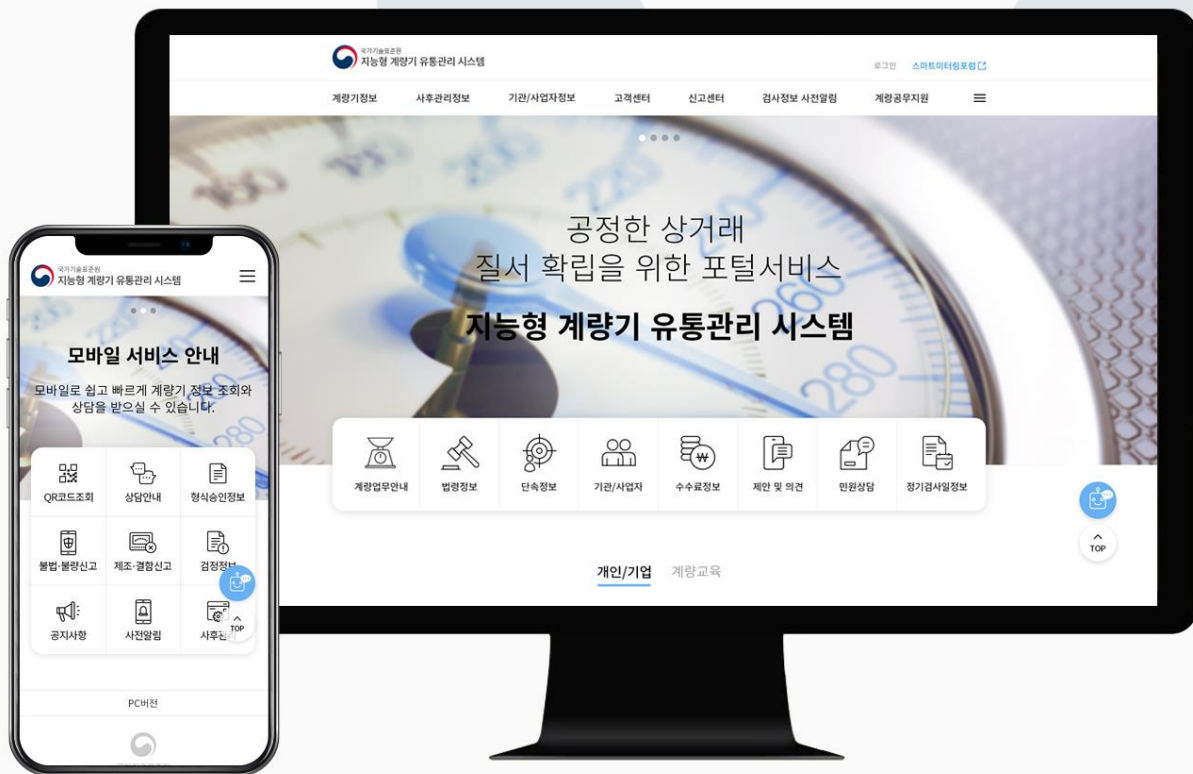 국가기술표준원
지능형 계량기 유통관리 시스템
로그인 스마트미터링포럼
계량기정보 사후관리정보 기관/사업자정보 고객센터 신고센터 검사정보 사전알림 계량공무지원
공정한 상거래
질서 확립을 위한 포털서비스
지능형 계량기 유통관리 시스템
계량업무안내 법령정보 단속정보 기관/사업자 수수료정보 제안 및 의견 민원상담 정기검사일정보
TOP
개인/기업 계량교육
220
260
280
국가기술표준원
지능형 계량기 유통관리 시스템
모바일 서비스 안내
모바일로 쉽고 빠르게 계량기 정보 조회와
상담을 받으실 수 있습니다.
280
QR코드조회 상담안내 형식승인정보
불법·불량신고 제조·결함신고 검정정보
공지사항 사전알림 사후관리
TOP
PC버전